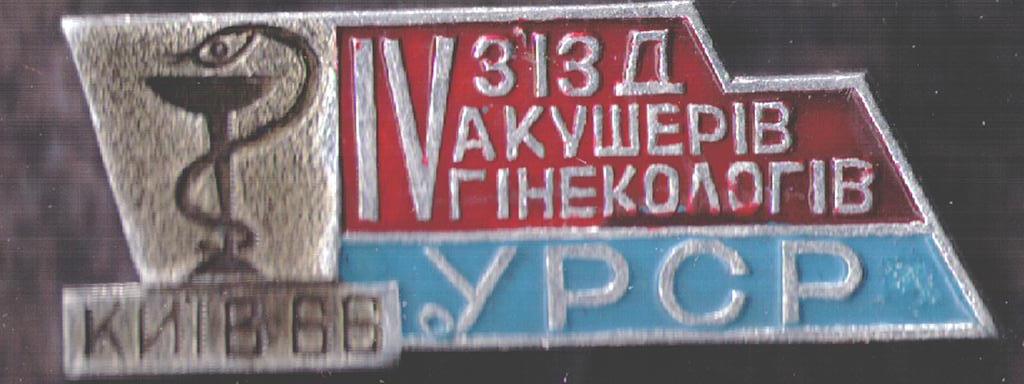 IV З'ЇЗД
АКУШЕРІВ
ГІНЕКОЛОГІВ
УРСР
КИЇВ 66